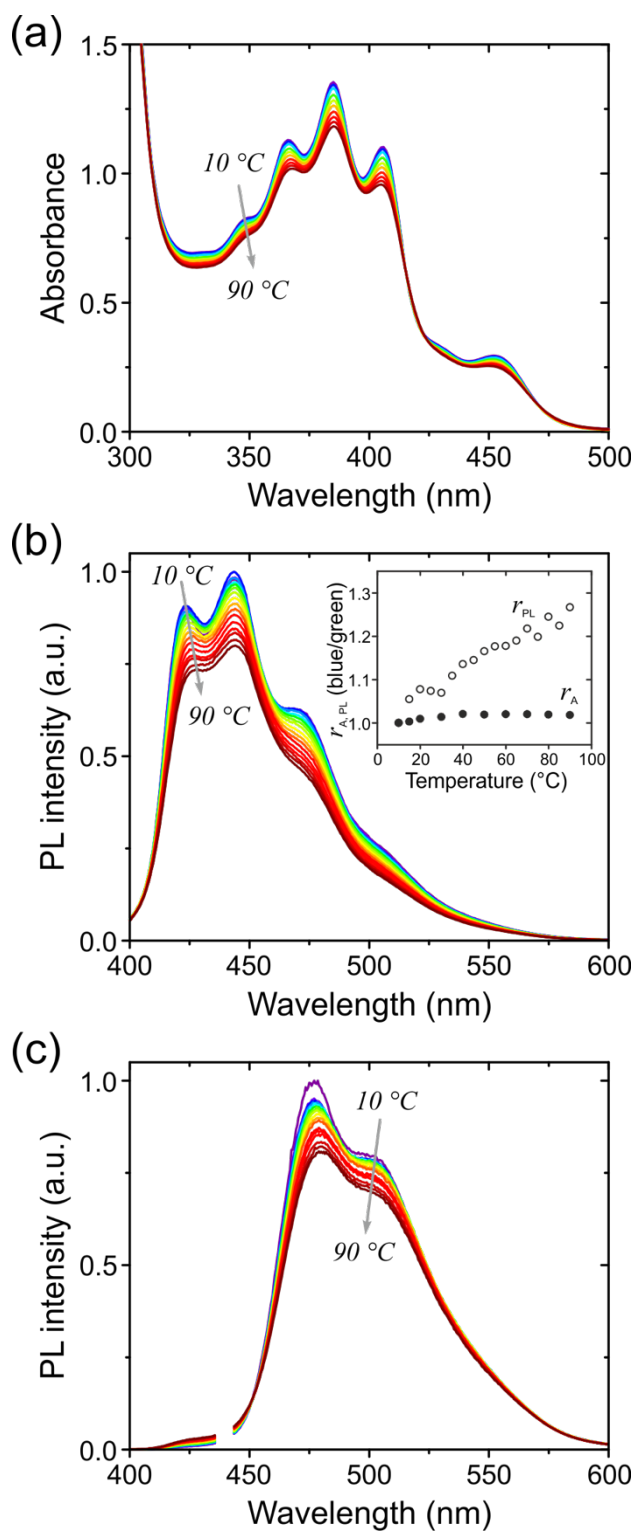 (a)
1.5
1.0
0.5
0.0
Absorbance
10 °C
90 °C
300 350 400 450 500
Wavelength (nm)
(b)
1.0
0.5
0.0
PL intensity (a.u.)
10 °C
90 °C
1.3
1.2
1.1
1.0
rA, PL (blue/green)
rPL
rA
0 20 40 60 80 100
Temperature (°C)
400 450 500 550 600
Wavelength (nm)
(c)
1.0
0.5
0.0
PL intensity (a.u.)
10 °C
90 °C
400 450 500 550 600
Wavelength (nm)